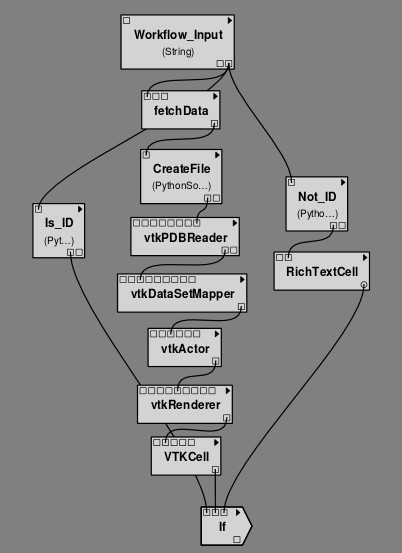 Workflow_Input
(String)
fetchData
CreateFile
(PythonSo...)
Not_ID
(Pytho...)
Is_ID
(Pyt...)
vtkPDBReader
RichTextCell
vtkDataSetMapper
vtkActor
vtkRenderer
VTKCell
If